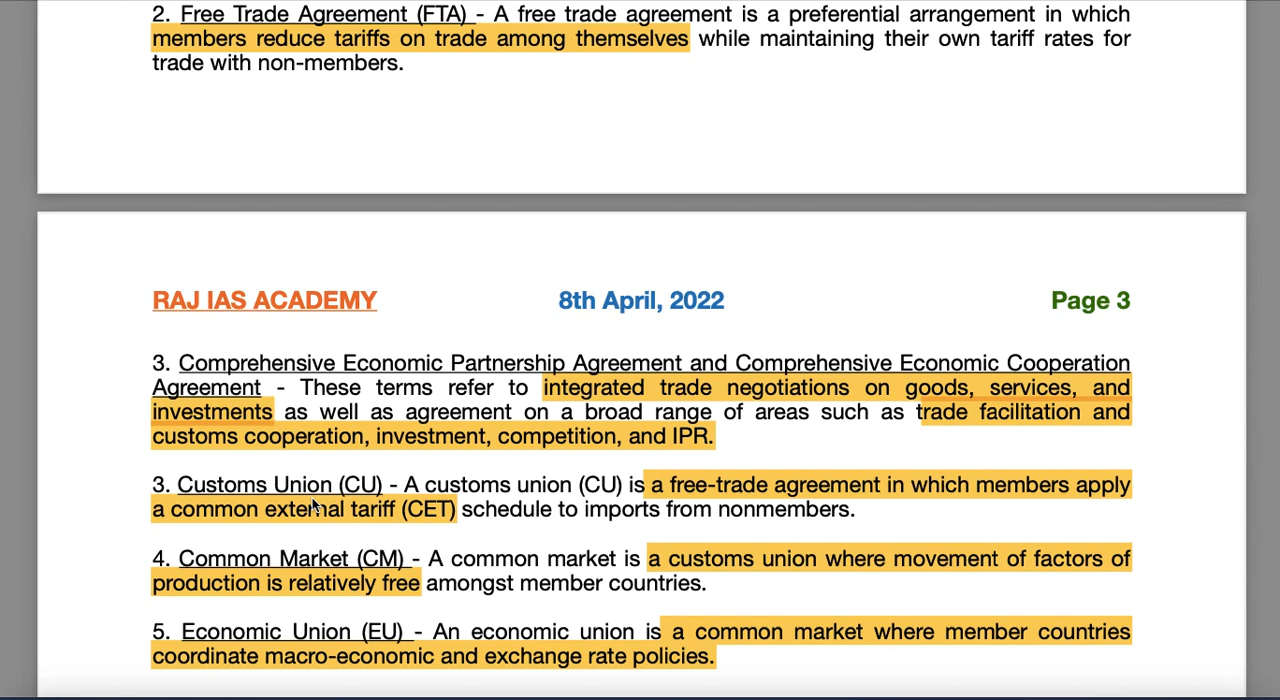 2. Free Trade Agreement (FTA) - A free trade agreement is a preferential arrangement in which
members reduce tariffs on trade among themselves while maintaining their own tariff rates for
trade with non-members.
RAJ IAS ACADEMY 8th April, 2022 Page 3
3. Comprehensive Economic Partnership Agreement and Comprehensive Economic Cooperation
Agreement - These terms refer to integrated trade negotiations on goods, services, and
investments as well as agreement on a broad range of areas such as trade facilitation and
customs cooperation, investment, competition, and IPR.
3. Customs Union (CU) - A customs union (CU) is a free-trade agreement in which members apply
a common external tariff (CET) schedule to imports from nonmembers.
4. Common Market (CM) - A common market is a customs union where movement of factors of
production is relatively free amongst member countries.
5. Economic Union (EU) - An economic union is a common market where member countries
coordinate macro-economic and exchange rate policies.